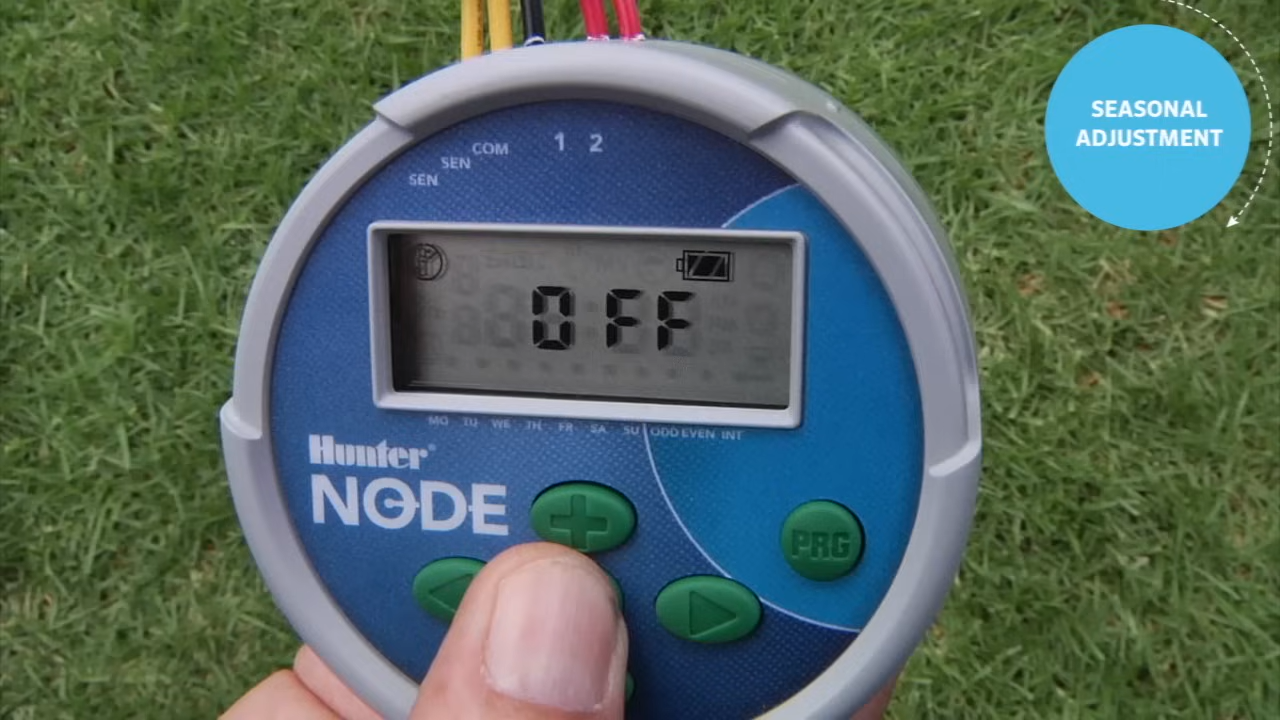 SEASONAL
ADJUSTMENT
1 2
COM
SEN
SEN
OFF
MO TU WE TH FR SA SU ODD EVEN INT
Hunter®
NODE
PRG